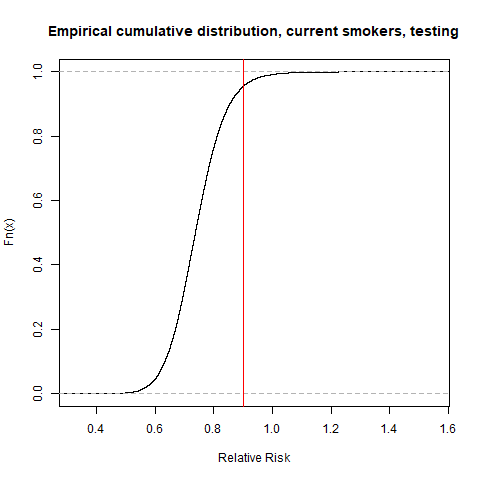 Empirical cumulative distribution, current smokers, testing
Fn(x)
1.0
0.8
0.6
0.4
0.2
0.0
0.4 0.6 0.8 1.0 1.2 1.4 1.6
Relative Risk